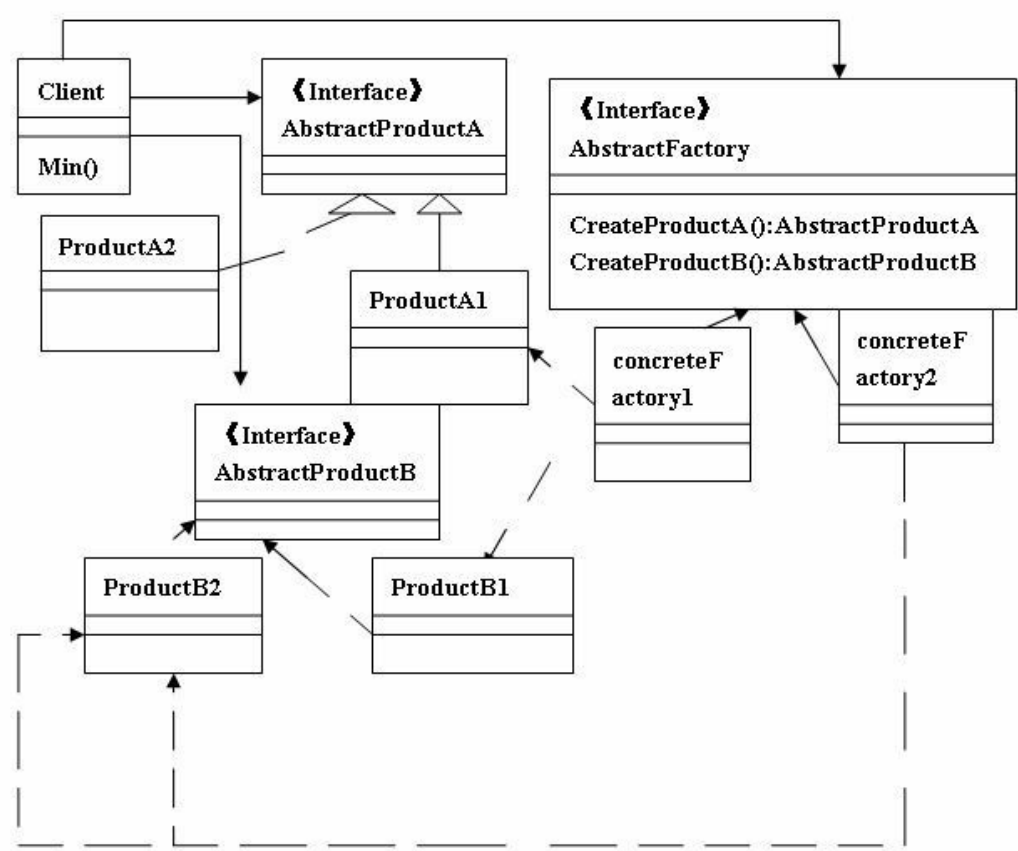 Client
Min()
《Interface》
AbstractProductA
《Interface》
AbstractFactory
CreateProductA():AbstractProductA
CreateProductB():AbstractProductB
ProductA2
ProductA1
concreteF
actory1
concreteF
actory2
《Interface》
AbstractProductB
ProductB2
ProductB1